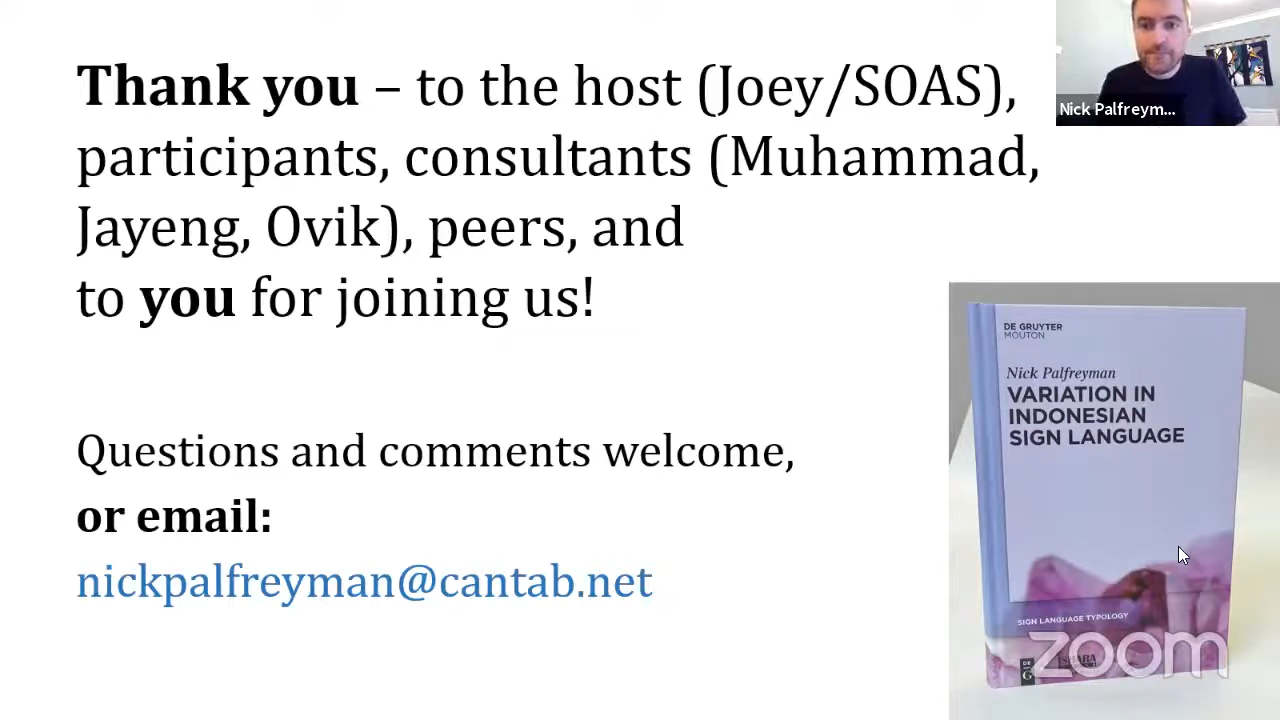 Thank you – to the host (Joey/SOAS),
participants, consultants (Muhammad,
Jayeng, Ovik), peers, and
to you for joining us!
Nick Palfreym...
Questions and comments welcome,
or email:
nickpalfreyman@cantab.net
DE GRUYTER
MOUTON
Nick Palfreyman
VARIATION IN
INDONESIAN
SIGN LANGUAGE
SIGN LANGUAGE TYPOLOGY
zoom
DE
G
ISHARA